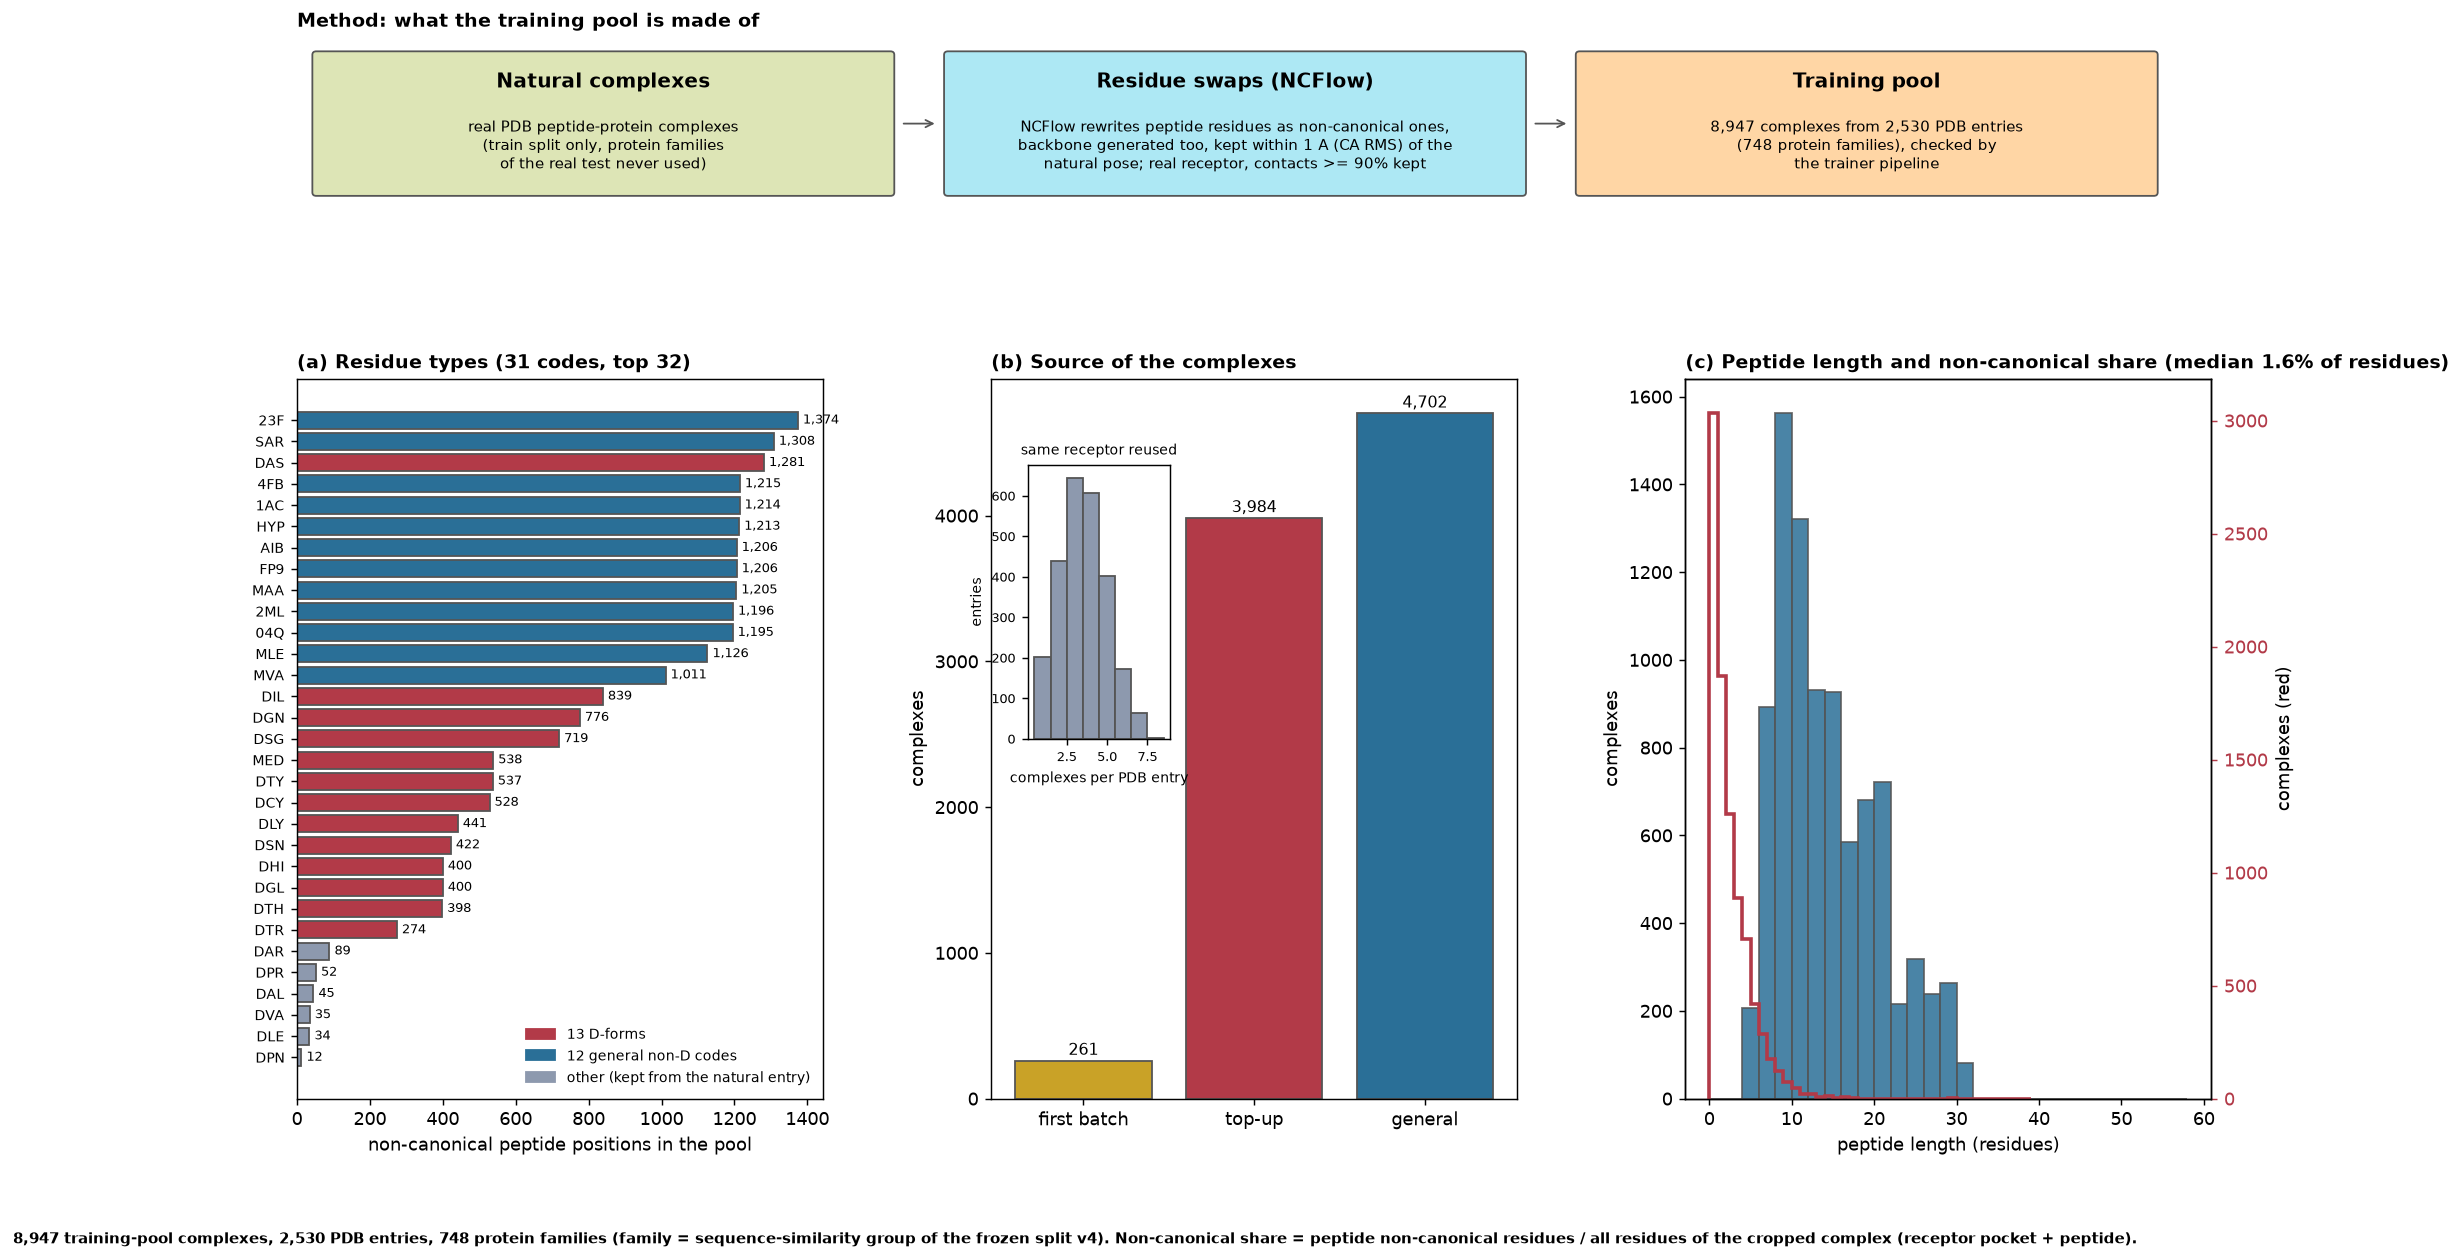 Method: what the training pool is made of
Natural complexes
real PDB peptide-protein complexes
(train split only, protein families
of the real test never used)
Residue swaps (NCFlow)
NCFlow rewrites peptide residues as non-canonical ones,
backbone generated too, kept within 1 A (CA RMS) of the
natural pose; real receptor, contacts >= 90% kept
Training pool
8,947 complexes from 2,530 PDB entries
(748 protein families), checked by
the trainer pipeline
(a) Residue types (31 codes, top 32)
23F 1,374
SAR 1,308
DAS 1,281
4FB 1,215
1AC 1,214
HYP 1,213
AIB 1,206
FP9 1,206
MAA 1,205
2ML 1,196
04Q 1,195
MLE 1,126
MVA 1,011
DIL 839
DGN 776
DSG 719
MED 538
DTY 537
DCY 528
DLY 441
DSN 422
DHI 400
DGL 400
DTH 398
DTR 274
DAR 89
DPR 52
DAL 45
DVA 35
DLE 34
DPN 12
13 D-forms
12 general non-D codes
other (kept from the natural entry)
0 200 400 600 800 1000 1200 1400
non-canonical peptide positions in the pool
(b) Source of the complexes
complexes
4000
3000
2000
1000
0
261
3,984
4,702
first batch top-up general
same receptor reused
entries
600
500
400
300
200
100
0
2.5 5.0 7.5
complexes per PDB entry
(c) Peptide length and non-canonical share (median 1.6% of residues)
complexes
1600
1400
1200
1000
800
600
400
200
0
0 10 20 30 40 50 60
peptide length (residues)
3000
2500
2000
1500
1000
500
0
complexes (red)
8,947 training-pool complexes, 2,530 PDB entries, 748 protein families (family = sequence-similarity group of the frozen split v4). Non-canonical share = peptide non-canonical residues / all residues of the cropped complex (receptor pocket + peptide).